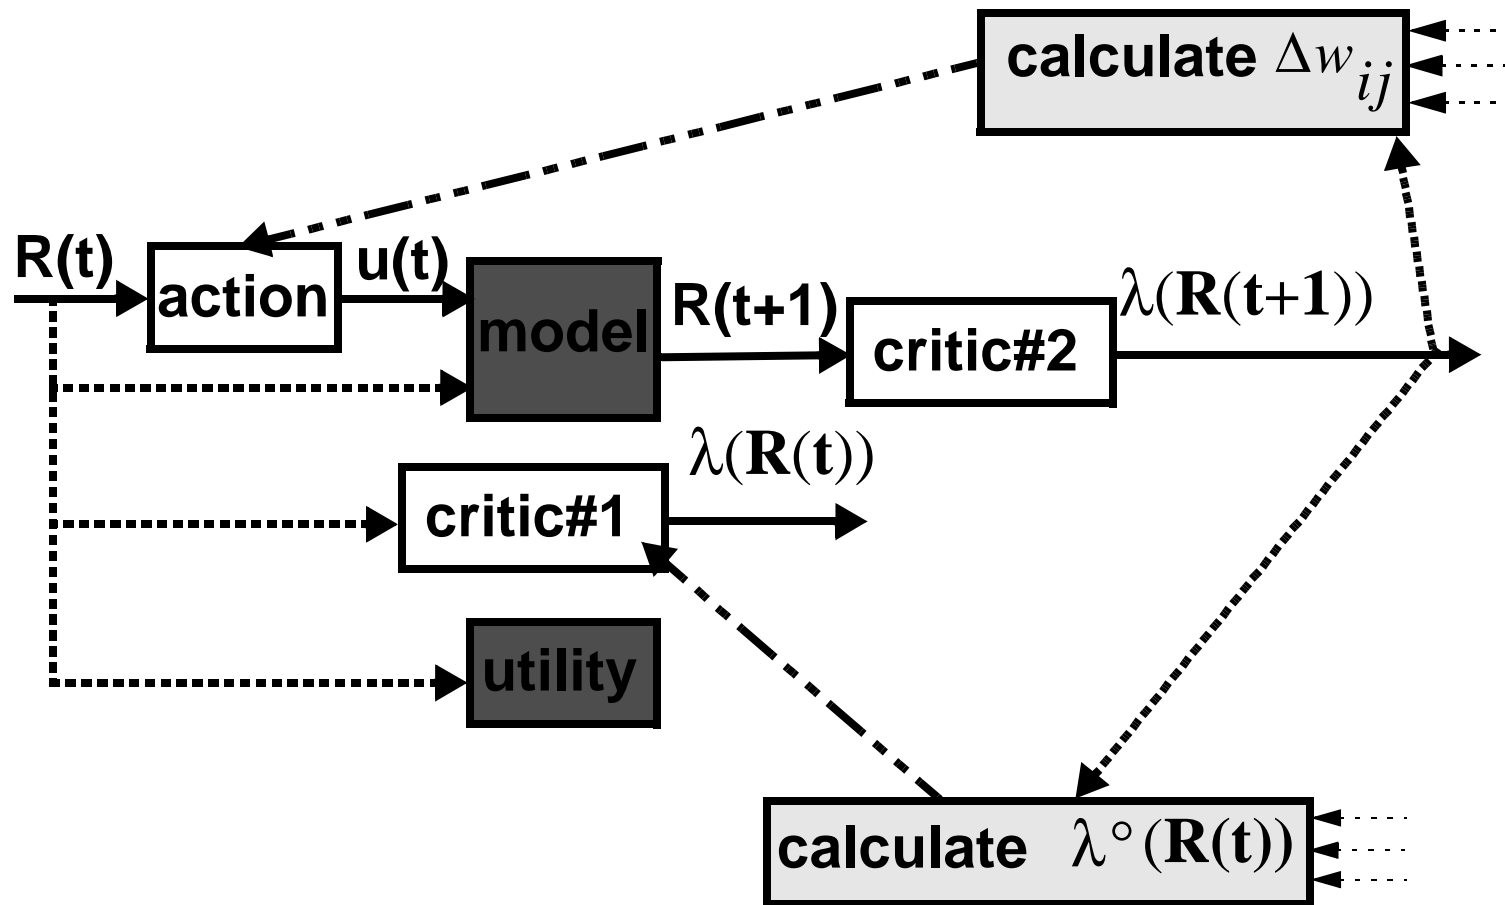 calculate Δw_ij
R(t)
action
u(t)
model
R(t+1)
critic#2
λ(R(t+1))
critic#1
λ(R(t))
utility
calculate λ°(R(t))